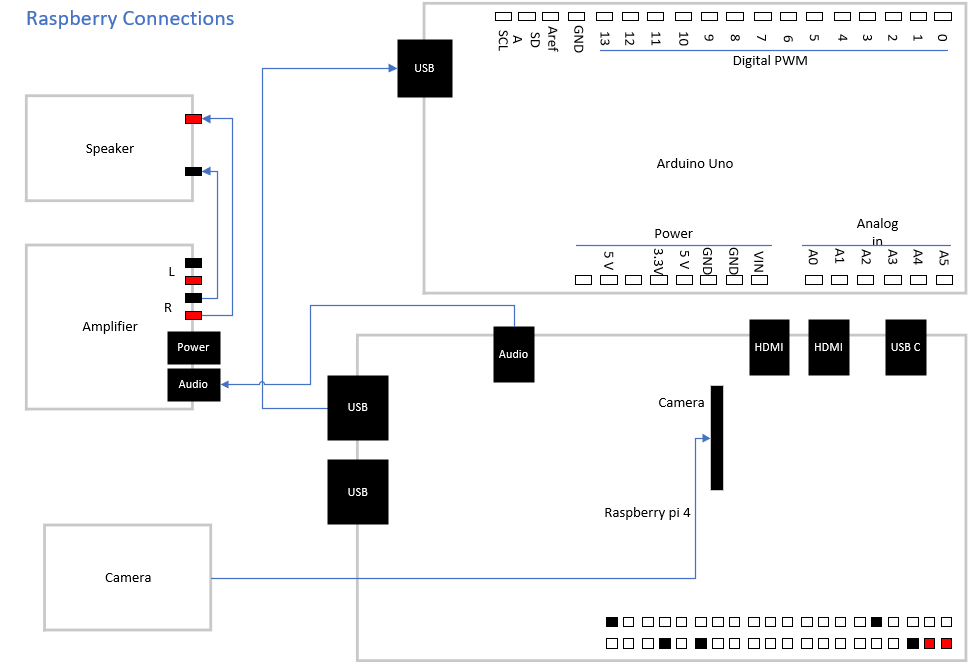 Raspberry Connections
SCL
A
SD
Aref
GND
13
12
11
10
9
8
7
6
5
4
3
2
1
0
Digital PWM
USB
Speaker
Arduino Uno
Power
Analog
in
5 V
3.3V
5 V
GND
GND
VIN
A0
A1
A2
A3
A4
A5
L
R
Amplifier
Power
Audio
Audio
HDMI
HDMI
USB C
USB
USB
Camera
Raspberry pi 4
Camera